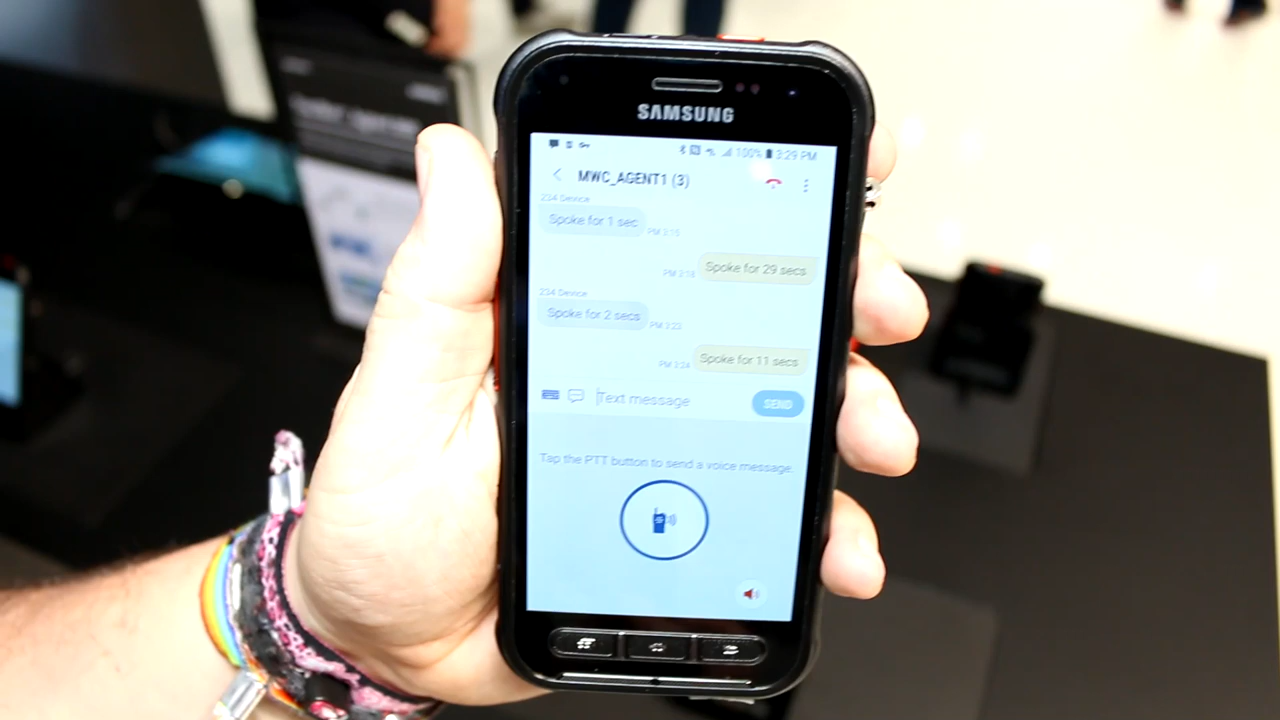 SAMSUNG
100% 3:29 PM
MWC_AGENT1 (3)
234 Device
Spoke for 1 sec
PM 3:15
Spoke for 29 secs
PM 3:18
234 Device
Spoke for 2 secs
PM 3:23
Spoke for 11 secs
PM 3:24
Text message
SEND
Tap the PTT button to send a voice message.